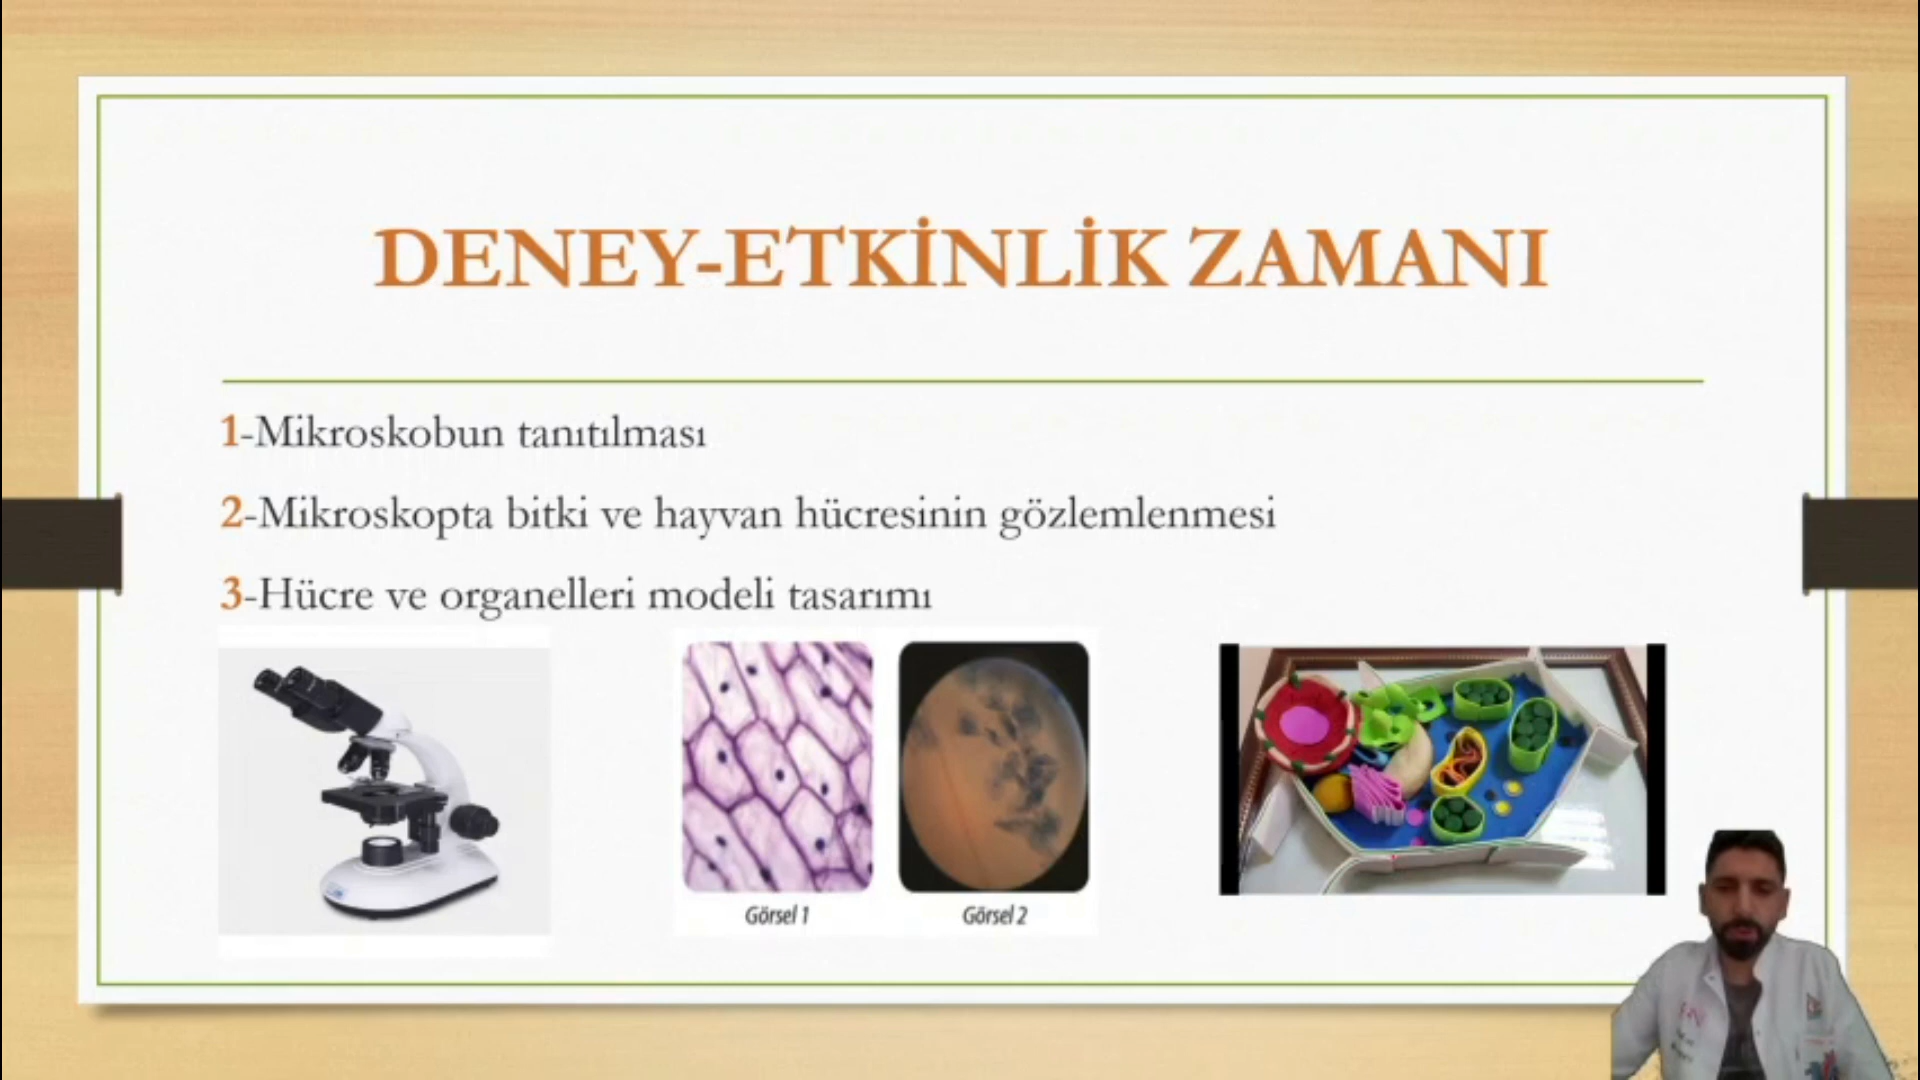 DENEY-ETKİNLİK ZAMANI
1-Mikroskobun tanıtılması
2-Mikroskopta bitki ve hayvan hücresinin gözlemlenmesi
3-Hücre ve organelleri modeli tasarımı
Görsel 1
Görsel 2